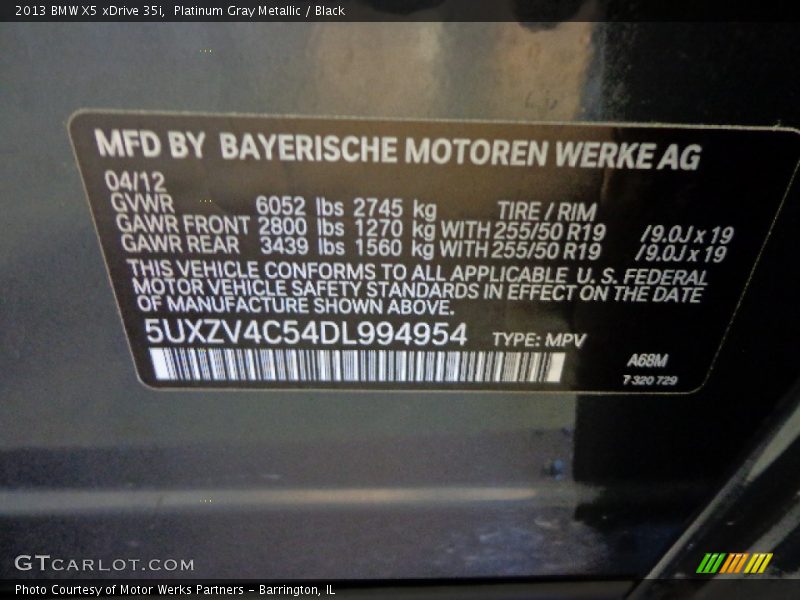 2013 BMW X5 xDrive 35i, Platinum Gray Metallic / Black
MFD BY BAYERISCHE MOTOREN WERKE AG
04/12
GVWR 6052 lbs 2745 kg TIRE / RIM
GAWR FRONT 2800 lbs 1270 kg WITH 255/50 R19 /9.0J x 19
GAWR REAR 3439 lbs 1560 kg WITH 255/50 R19 /9.0J x 19
THIS VEHICLE CONFORMS TO ALL APPLICABLE U.S. FEDERAL
MOTOR VEHICLE SAFETY STANDARDS IN EFFECT ON THE DATE
OF MANUFACTURE SHOWN ABOVE.
5UXZV4C54DL994954 TYPE: MPV
A68M
7 320 729
GTCARLOT.COM
Photo Courtesy of Motor Werks Partners - Barrington, IL